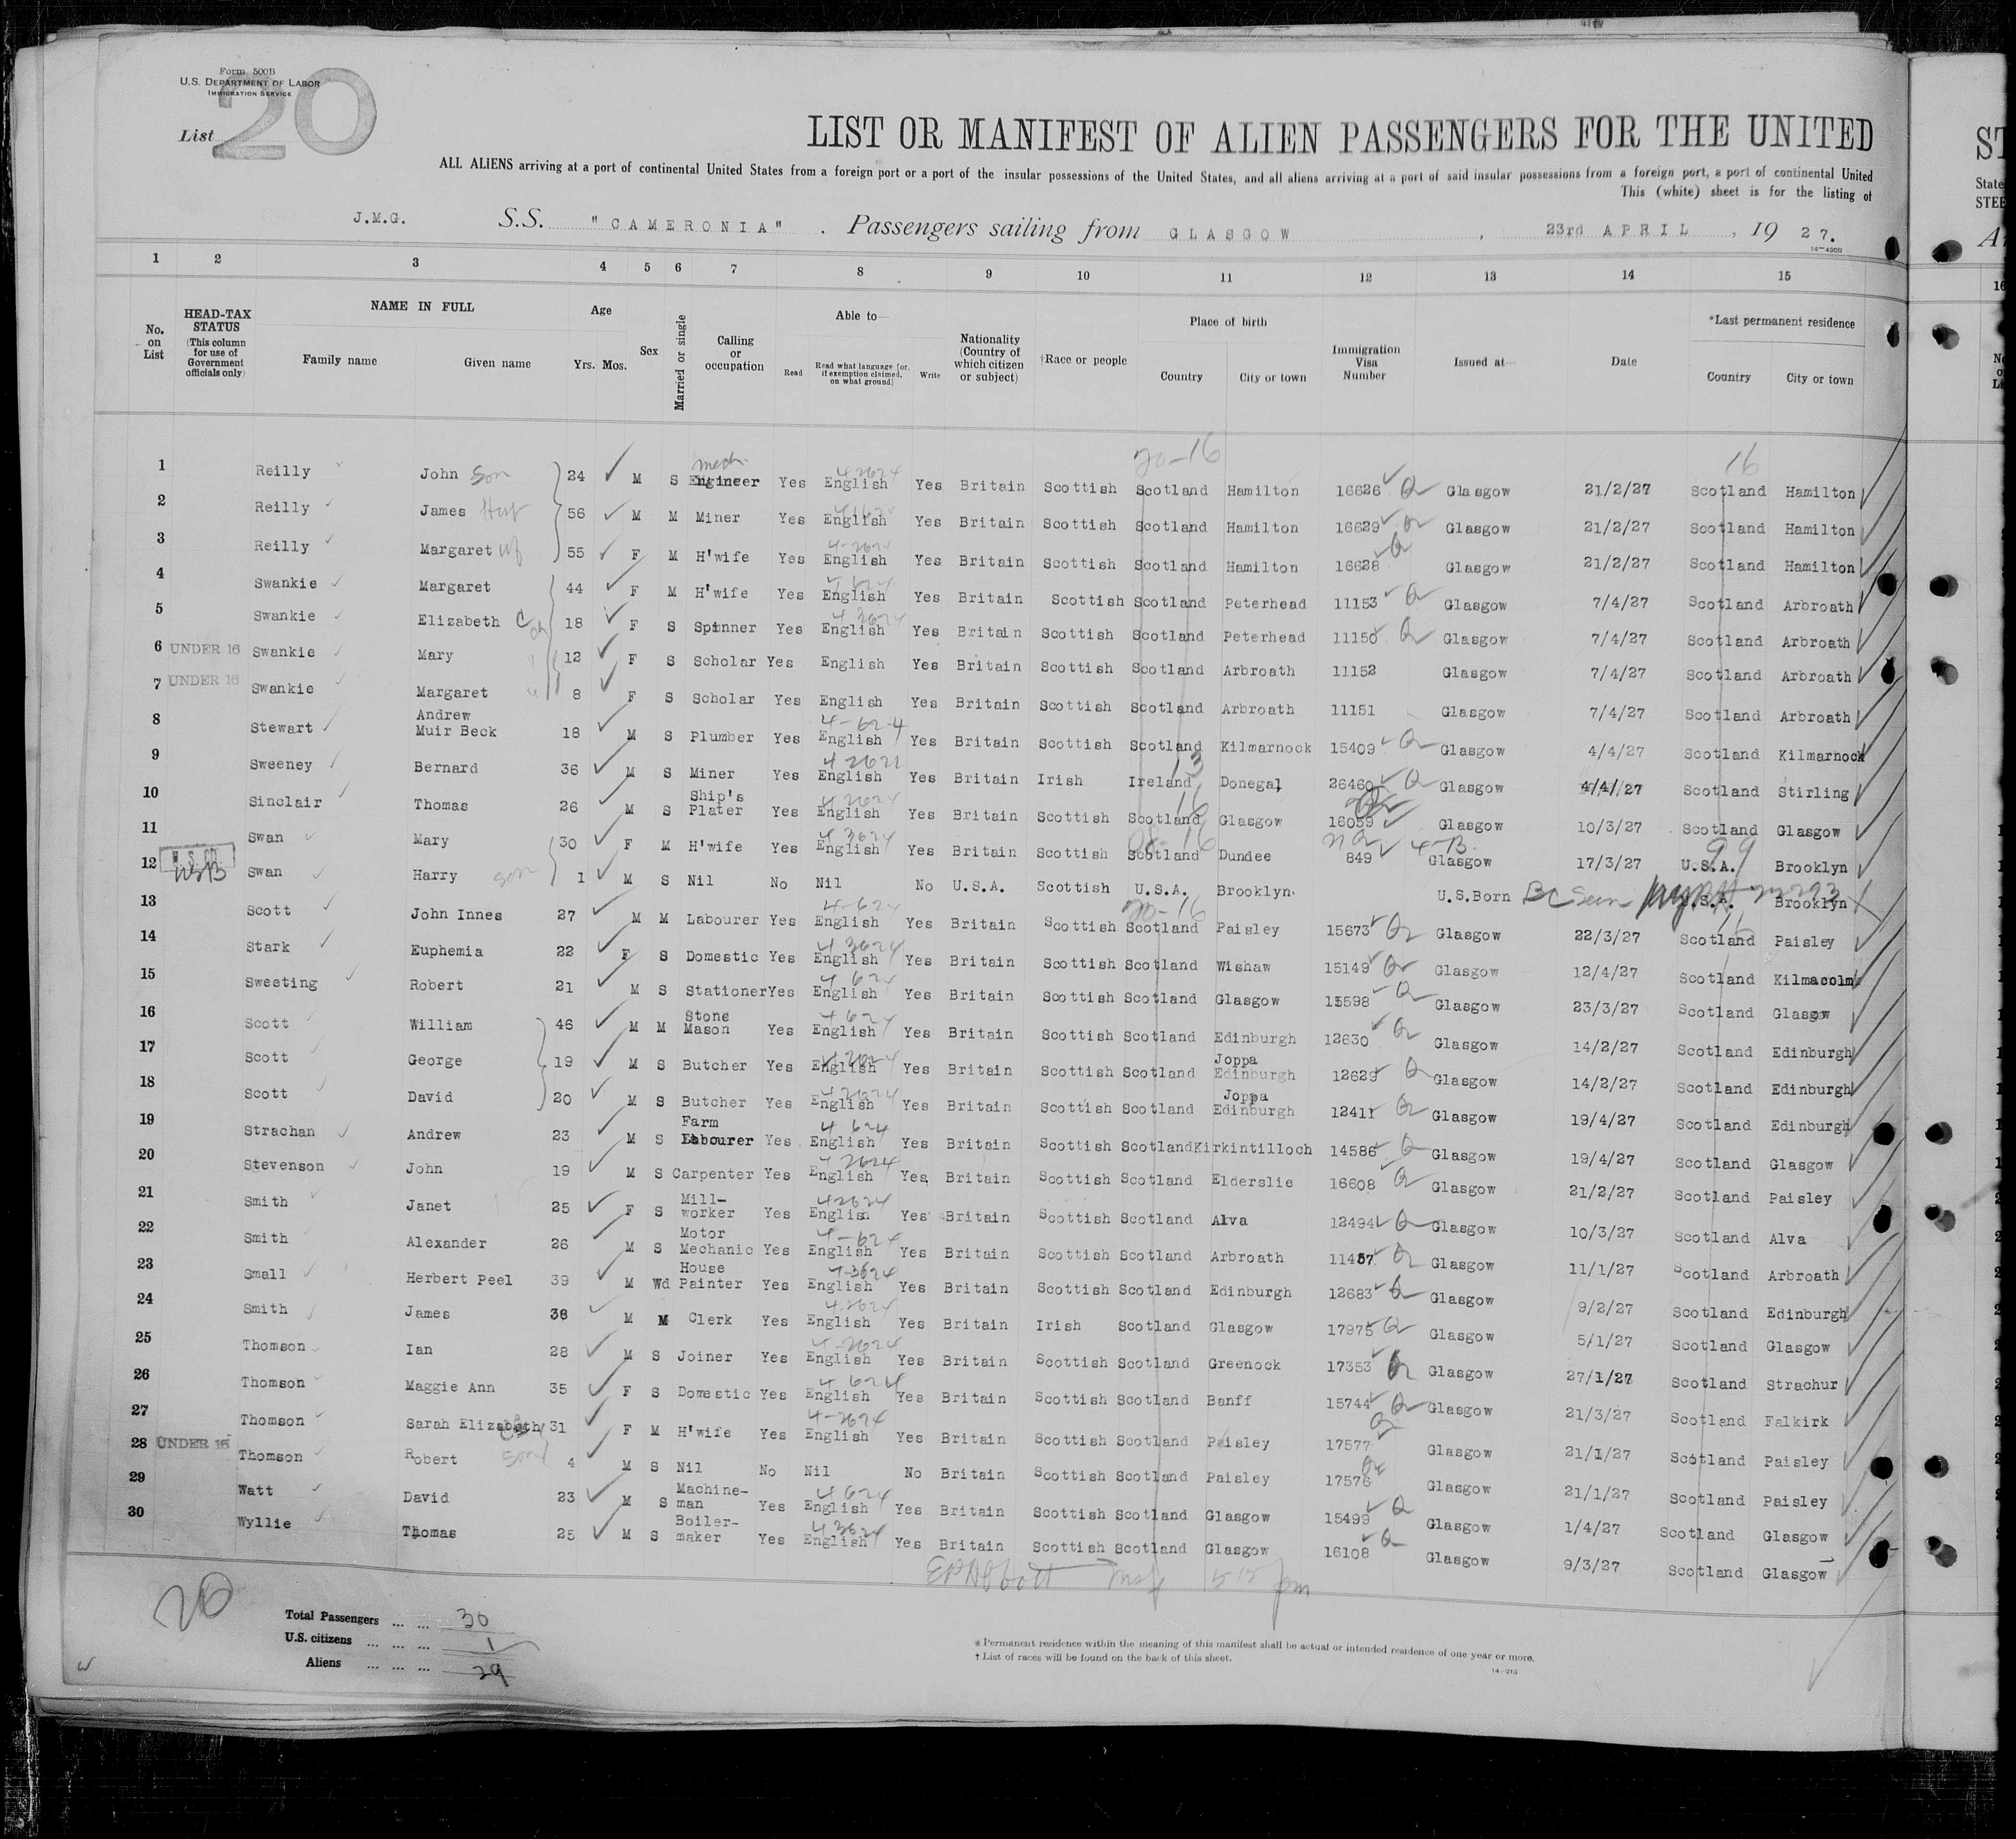 Form 500B
U.S. DEPARTMENT OF LABOR
IMMIGRATION SERVICE
List 20
LIST OR MANIFEST OF ALIEN PASSENGERS FOR THE UNITED
ALL ALIENS arriving at a port of continental United States from a foreign port or a port of the insular possessions of the United States, and all aliens arriving at a port of said insular possessions from a foreign port, a port of continental United
This (white) sheet is for the listing of
J.M.G. S.S. "CAMERONIA" . Passengers sailing from GLASGOW , 23rd APRIL , 19 27.
1 2 3 4 5 6 7 8 9 10 11 12 13 14 15
No. on List
HEAD-TAX STATUS (This column for use of Government officials only)
NAME IN FULL
Family name
Given name
Age
Yrs. Mos.
Sex
Married or single
Calling or occupation
Able to—
Read
Read what language [or, if exemption claimed, on what ground]
Write
Nationality (Country of which citizen or subject)
†Race or people
Place of birth
Country
City or town
Immigration Visa Number
Issued at—
Date
*Last permanent residence
Country
City or town
20-16 16
1 Reilly John son 24 M S Mech. Engineer Yes English Yes Britain Scottish Scotland Hamilton 16626 Glasgow 21/2/27 Scotland Hamilton
2 Reilly James 56 M M Miner Yes English Yes Britain Scottish Scotland Hamilton 16629 Glasgow 21/2/27 Scotland Hamilton
3 Reilly Margaret wf 55 F M H'wife Yes English Yes Britain Scottish Scotland Hamilton 16628 Glasgow 21/2/27 Scotland Hamilton
4 Swankie Margaret 44 F M H'wife Yes English Yes Britain Scottish Scotland Peterhead 11153 Glasgow 7/4/27 Scotland Arbroath
5 Swankie Elizabeth C 18 F S Spinner Yes English Yes Britain Scottish Scotland Peterhead 11150 Glasgow 7/4/27 Scotland Arbroath
6 UNDER 16 Swankie Mary 12 F S Scholar Yes English Yes Britain Scottish Scotland Arbroath 11152 Glasgow 7/4/27 Scotland Arbroath
7 UNDER 16 Swankie Margaret 8 F S Scholar Yes English Yes Britain Scottish Scotland Arbroath 11151 Glasgow 7/4/27 Scotland Arbroath
8 Stewart Andrew Muir Beck 18 M S Plumber Yes English Yes Britain Scottish Scotland Kilmarnock 15409 Glasgow 4/4/27 Scotland Kilmarnock
9 Sweeney Bernard 36 M S Miner Yes English Yes Britain Irish Ireland Donegal 26460 Glasgow 4/4/27 Scotland Stirling
10 Sinclair Thomas 26 M S Ship's Plater Yes English Yes Britain Scottish Scotland Glasgow 16059 Glasgow 10/3/27 Scotland Glasgow
11 Swan Mary 30 F M H'wife Yes English Yes Britain Scottish Scotland Dundee 849 Glasgow 17/3/27 U.S.A. Brooklyn
12 USB Swan Harry son 1 M S Nil No Nil No U.S.A. Scottish U.S.A. Brooklyn. U.S.Born BC Seen U.S.A. Brooklyn
13 Scott John Innes 27 M M Labourer Yes English Yes Britain Scottish Scotland Paisley 15673 Glasgow 22/3/27 Scotland Paisley
14 Stark Euphemia 22 F S Domestic Yes English Yes Britain Scottish Scotland Wishaw 15149 Glasgow 12/4/27 Scotland Kilmacolm
15 Sweeting Robert 21 M S Stationer Yes English Yes Britain Scottish Scotland Glasgow 15598 Glasgow 23/3/27 Scotland Glasgow
16 Scott William 46 M M Stone Mason Yes English Yes Britain Scottish Scotland Edinburgh 12630 Glasgow 14/2/27 Scotland Edinburgh
17 Scott George 19 M S Butcher Yes English Yes Britain Scottish Scotland Joppa Edinburgh 12629 Glasgow 14/2/27 Scotland Edinburgh
18 Scott David 20 M S Butcher Yes English Yes Britain Scottish Scotland Joppa Edinburgh 12411 Glasgow 19/4/27 Scotland Edinburgh
19 Strachan Andrew 23 M S Farm Labourer Yes English Yes Britain Scottish Scotland Kirkintilloch 14586 Glasgow 19/4/27 Scotland Glasgow
20 Stevenson John 19 M S Carpenter Yes English Yes Britain Scottish Scotland Elderslie 16608 Glasgow 21/2/27 Scotland Paisley
21 Smith Janet 25 F S Mill-worker Yes English Yes Britain Scottish Scotland Alva 12494 Glasgow 10/3/27 Scotland Alva
22 Smith Alexander 26 M S Motor Mechanic Yes English Yes Britain Scottish Scotland Arbroath 11457 Glasgow 11/1/27 Scotland Arbroath
23 Small Herbert Peel 39 M Wd House Painter Yes English Yes Britain Scottish Scotland Edinburgh 12683 Glasgow 9/2/27 Scotland Edinburgh
24 Smith James 38 M M Clerk Yes English Yes Britain Irish Scotland Glasgow 17975 Glasgow 5/1/27 Scotland Glasgow
25 Thomson Ian 28 M S Joiner Yes English Yes Britain Scottish Scotland Greenock 17353 Glasgow 27/1/27 Scotland Strachur
26 Thomson Maggie Ann 35 F S Domestic Yes English Yes Britain Scottish Scotland Banff 15744 Glasgow 21/3/27 Scotland Falkirk
27 Thomson Sarah Elizabeth 31 F M H'wife Yes English Yes Britain Scottish Scotland Paisley 17577 Glasgow 21/1/27 Scotland Paisley
28 UNDER 16 Thomson Robert son 4 M S Nil No Nil No Britain Scottish Scotland Paisley 17576 Glasgow 21/1/27 Scotland Paisley
29 Watt David 23 M S Machine-man Yes English Yes Britain Scottish Scotland Glasgow 15499 Glasgow 1/4/27 Scotland Glasgow
30 Wyllie Thomas 25 M S Boiler-maker Yes English Yes Britain Scottish Scotland Glasgow 16108 Glasgow 9/3/27 Scotland Glasgow
20
Total Passengers ... ... 30
U.S. citizens ... ... ... 1
Aliens ... ... ... 29
* Permanent residence within the meaning of this manifest shall be actual or intended residence of one year or more.
† List of races will be found on the back of this sheet.
14—213